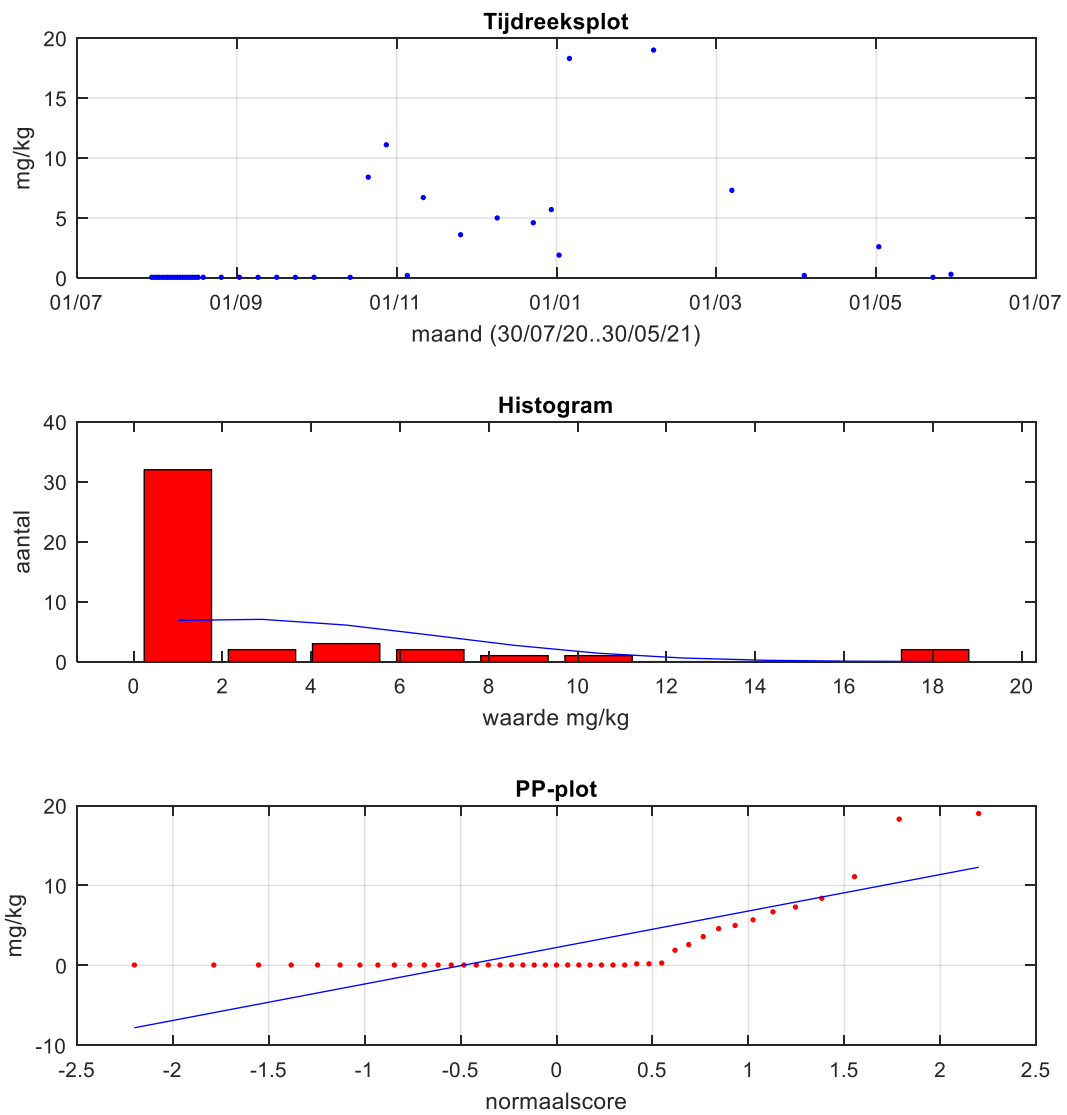 Tijdreeksplot
20
15
10
5
0
mg/kg
01/07 01/09 01/11 01/01 01/03 01/05 01/07
maand (30/07/20..30/05/21)
Histogram
40
30
20
10
0
aantal
0 2 4 6 8 10 12 14 16 18 20
waarde mg/kg
PP-plot
20
10
0
-10
mg/kg
-2.5 -2 -1.5 -1 -0.5 0 0.5 1 1.5 2 2.5
normaalscore